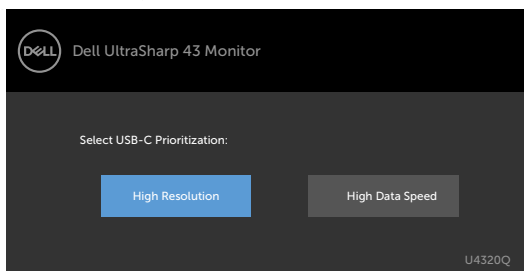 DELL
Dell UltraSharp 43 Monitor
Select USB-C Prioritization:
High Resolution
High Data Speed
U4320Q